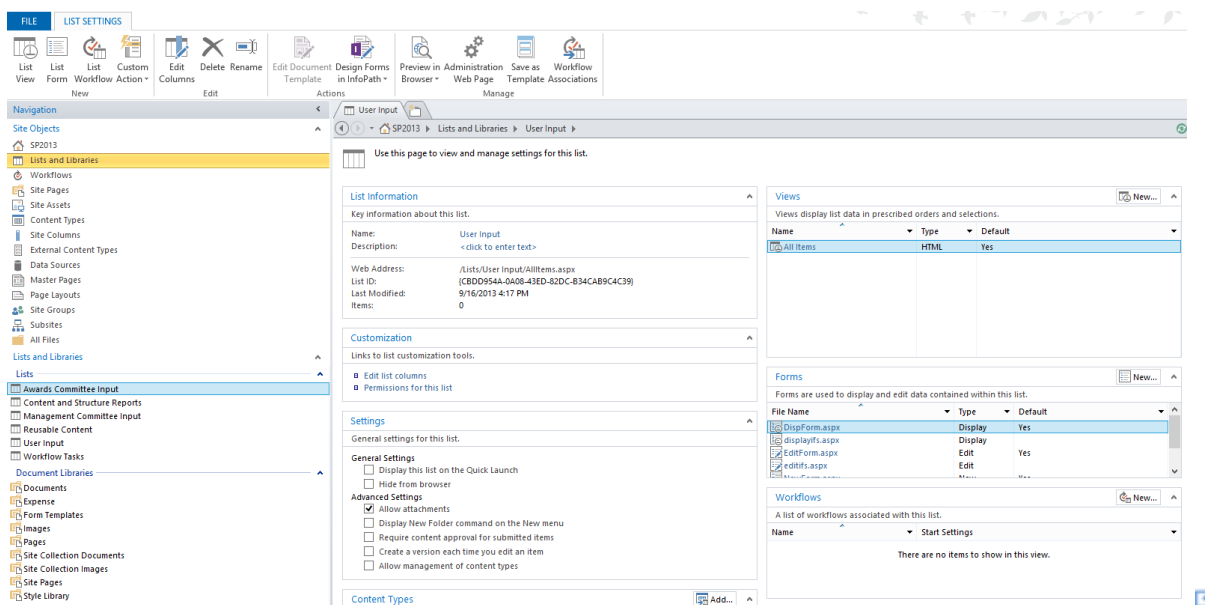 FILE LIST SETTINGS
List View
List Form
List Workflow
Custom Action
Edit Columns
Delete
Rename
Edit Document Template
Design Forms in InfoPath
Preview in Browser
Administration Web Page
Save as Template
Workflow Associations
New
Edit
Actions
Manage
Navigation
Site Objects
SP2013
Lists and Libraries
Workflows
Site Pages
Site Assets
Content Types
Site Columns
External Content Types
Data Sources
Master Pages
Page Layouts
Site Groups
Subsites
All Files
Lists and Libraries
Lists
Awards Committee Input
Content and Structure Reports
Management Committee Input
Reusable Content
User Input
Workflow Tasks
Document Libraries
Documents
Expense
Form Templates
Images
Pages
Site Collection Documents
Site Collection Images
Site Pages
Style Library
User Input
SP2013 Lists and Libraries User Input
Use this page to view and manage settings for this list.
List Information
Key information about this list.
Name: User Input
Description: <click to enter text>
Web Address: /Lists/User Input/AllItems.aspx
List ID: {CBDD954A-0A08-43ED-82DC-B34CAB9C4C39}
Last Modified: 9/16/2013 4:17 PM
Items: 0
Customization
Links to list customization tools.
Edit list columns
Permissions for this list
Settings
General settings for this list.
General Settings
Display this list on the Quick Launch
Hide from browser
Advanced Settings
Allow attachments
Display New Folder command on the New menu
Require content approval for submitted items
Create a version each time you edit an item
Allow management of content types
Content Types Add...
Views New...
Views display list data in prescribed orders and selections.
Name Type Default
All Items HTML Yes
Forms New...
Forms are used to display and edit data contained within this list.
File Name Type Default
DispForm.aspx Display Yes
displayifs.aspx Display
EditForm.aspx Edit Yes
editifs.aspx Edit
Workflows New...
A list of workflows associated with this list.
Name Start Settings
There are no items to show in this view.